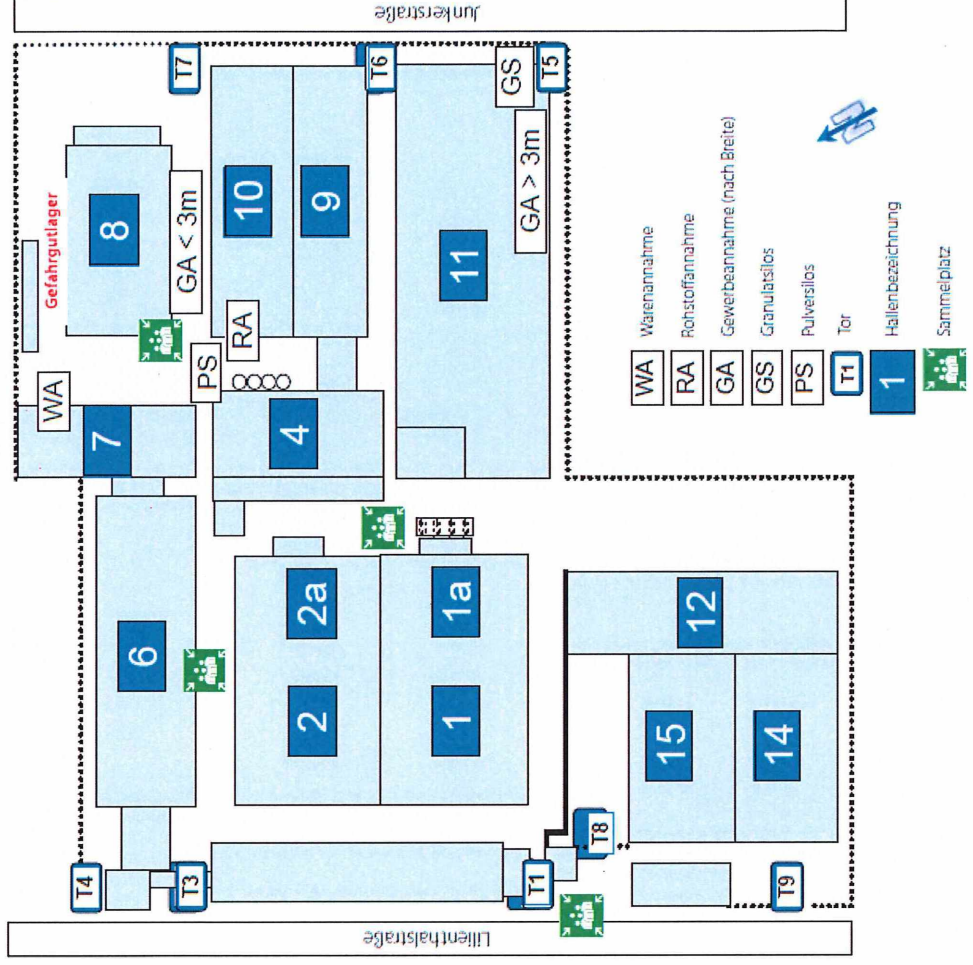 Junkerstraße
T7
T6
T5
GS
Gefahrgutlager
8
GA < 3m
10
9
GA > 3m
11
WA
7
PS
RA
4
6
2a
1a
2
1
12
15
14
T4
T3
T1
T8
T9
Lilienthalstraße
WA Warenannahme
RA Rohstoffannahme
GA Gewerbeannahme (nach Breite)
GS Granulatsilos
PS Pulversilos
T1 Tor
1 Hallenbezeichnung
Sammelplatz